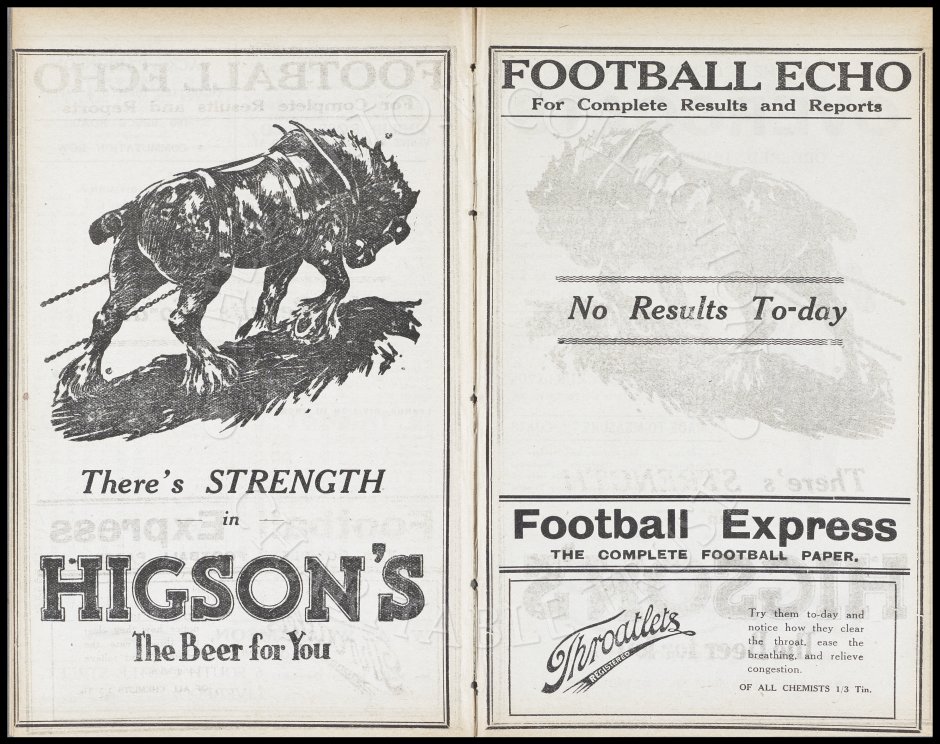 There's STRENGTH
in
HIGSON'S
The Beer for You
FOOTBALL ECHO
For Complete Results and Reports
No Results To-day
Football Express
THE COMPLETE FOOTBALL PAPER.
Throatlets
REGISTERED
Try them to-day and
notice how they clear
the throat, ease the
breathing, and relieve
congestion.
OF ALL CHEMISTS 1/3 Tin.